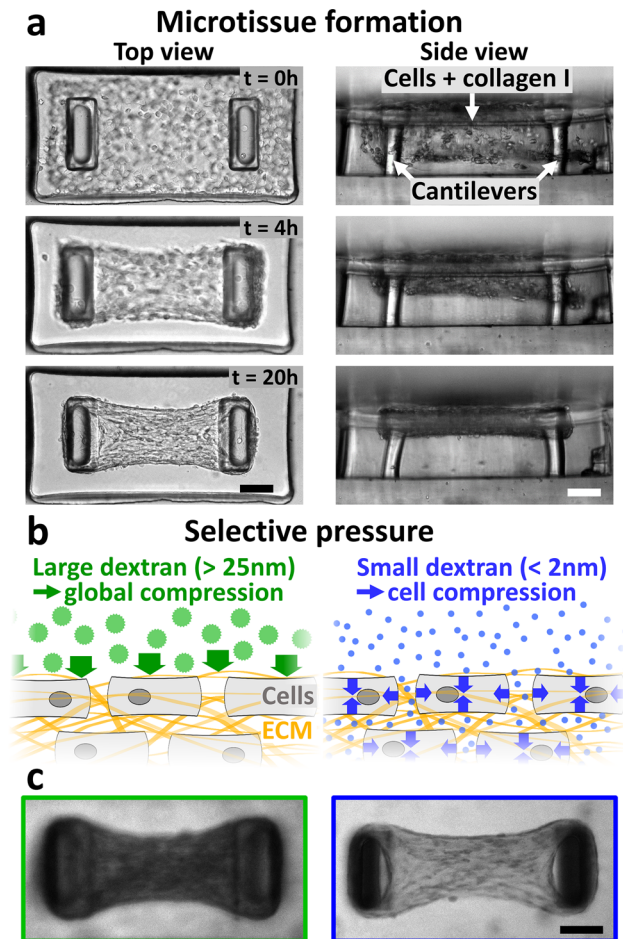 a
Microtissue formation
Top view
Side view
t = 0h
Cells + collagen I
Cantilevers
t = 4h
t = 20h
b
Selective pressure
Large dextran (> 25nm)
global compression
Small dextran (< 2nm)
cell compression
Cells
ECM
c